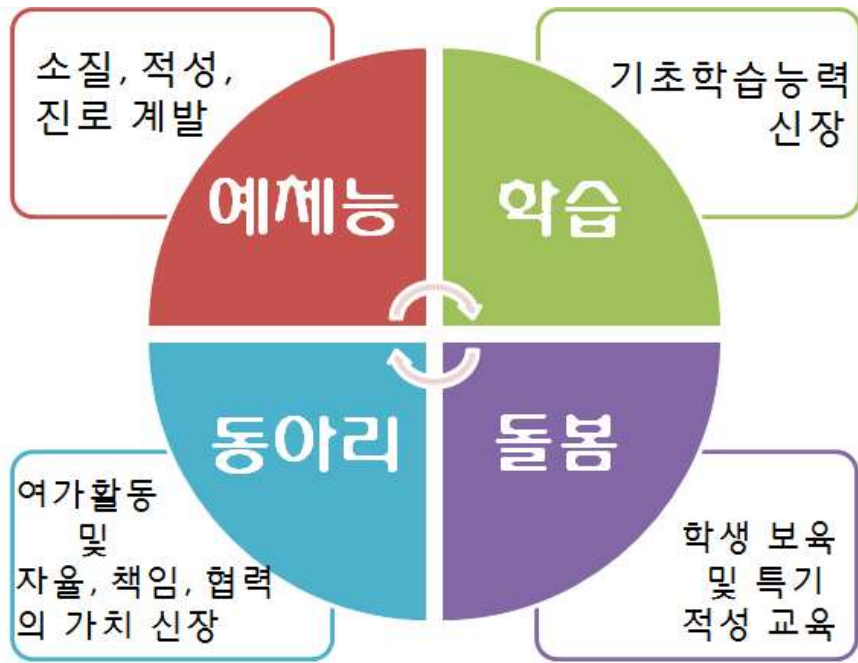 소질, 적성,
진로 계발
예체능
기초학습능력
신장
학습
동아리
여가활동
및
자율, 책임, 협력
의 가치 신장
돌봄
학생 보육
및 특기
적성 교육